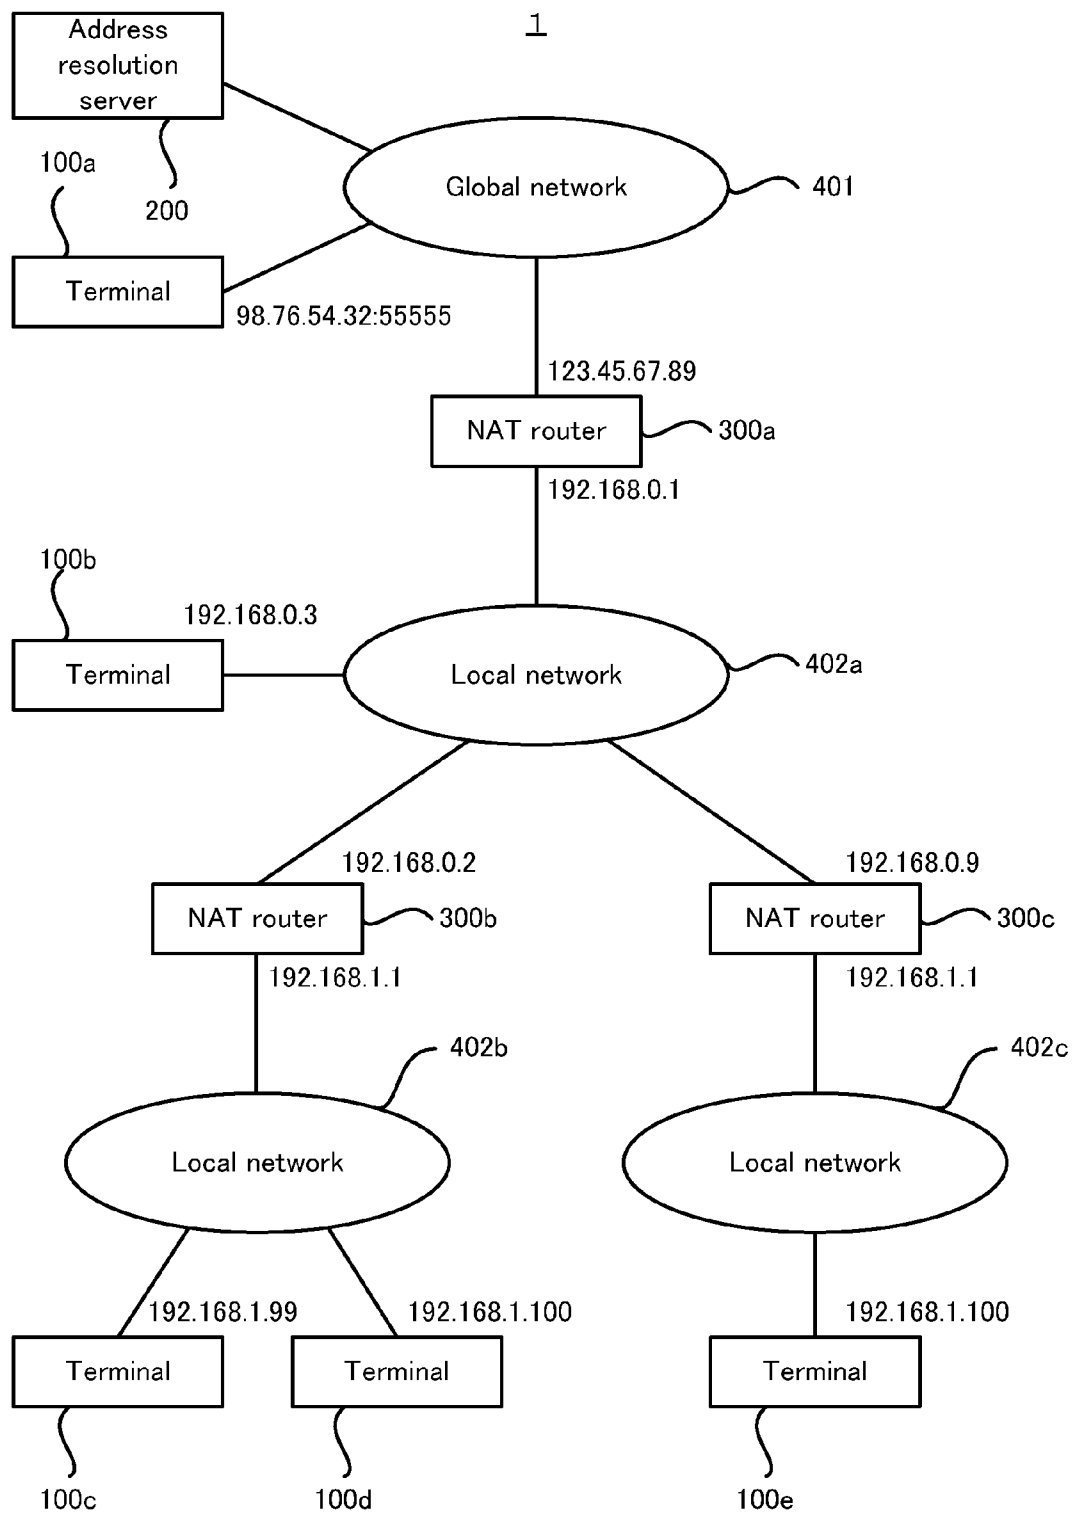 1
Address
resolution
server
200
100a
Global network
401
Terminal
98.76.54.32:55555
123.45.67.89
NAT router
300a
192.168.0.1
100b
192.168.0.3
Terminal
Local network
402a
192.168.0.2
192.168.0.9
NAT router
300b
NAT router
300c
192.168.1.1
192.168.1.1
402b
402c
Local network
Local network
192.168.1.99
192.168.1.100
192.168.1.100
Terminal
Terminal
Terminal
100c
100d
100e